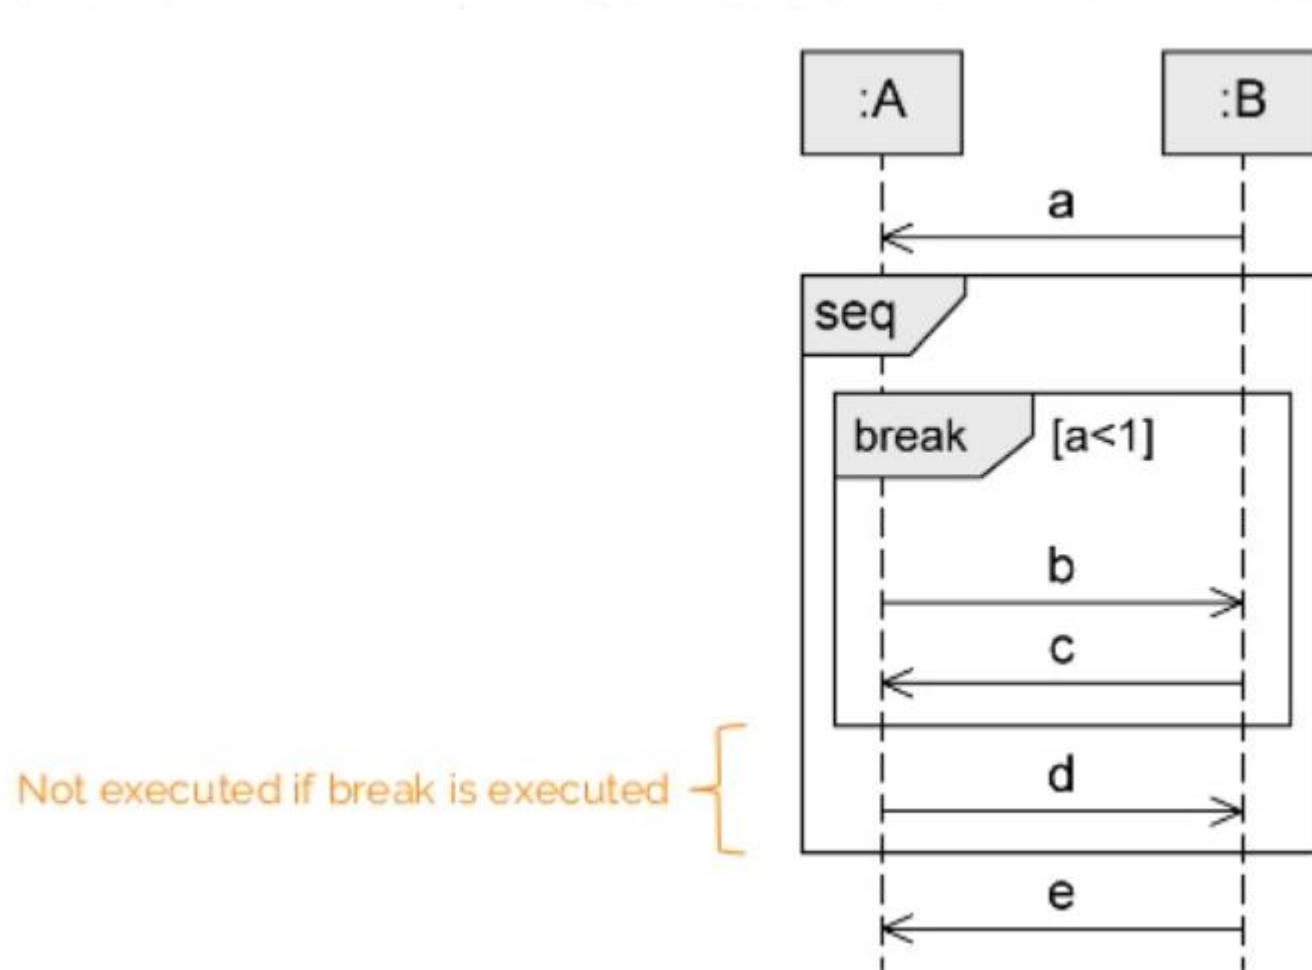 :A :B
a
seq
break [a<1]
b
c
Not executed if break is executed
d
e